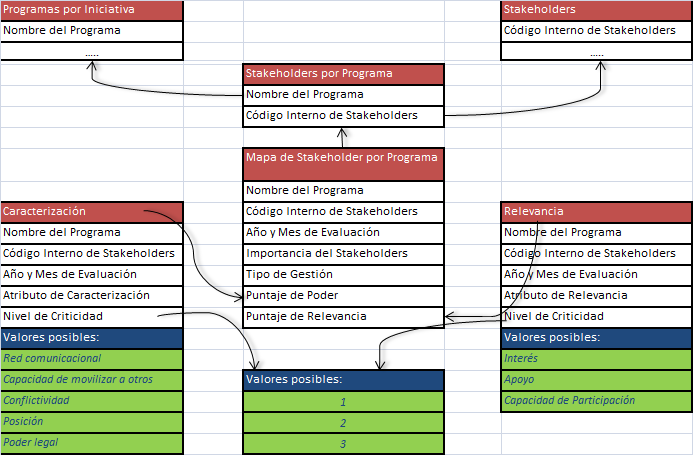 Programas por Iniciativa
Nombre del Programa
.....
Stakeholders
Código Interno de Stakeholders
.....
Stakeholders por Programa
Nombre del Programa
Código Interno de Stakeholders
Mapa de Stakeholder por Programa
Nombre del Programa
Código Interno de Stakeholders
Año y Mes de Evaluación
Importancia del Stakeholders
Tipo de Gestión
Puntaje de Poder
Puntaje de Relevancia
Caracterización
Nombre del Programa
Código Interno de Stakeholders
Año y Mes de Evaluación
Atributo de Caracterización
Nivel de Criticidad
Valores posibles:
Red comunicacional
Capacidad de movilizar a otros
Conflictividad
Posición
Poder legal
Valores posibles:
1
2
3
Relevancia
Nombre del Programa
Código Interno de Stakeholders
Año y Mes de Evaluación
Atributo de Relevancia
Nivel de Criticidad
Valores posibles:
Interés
Apoyo
Capacidad de Participación